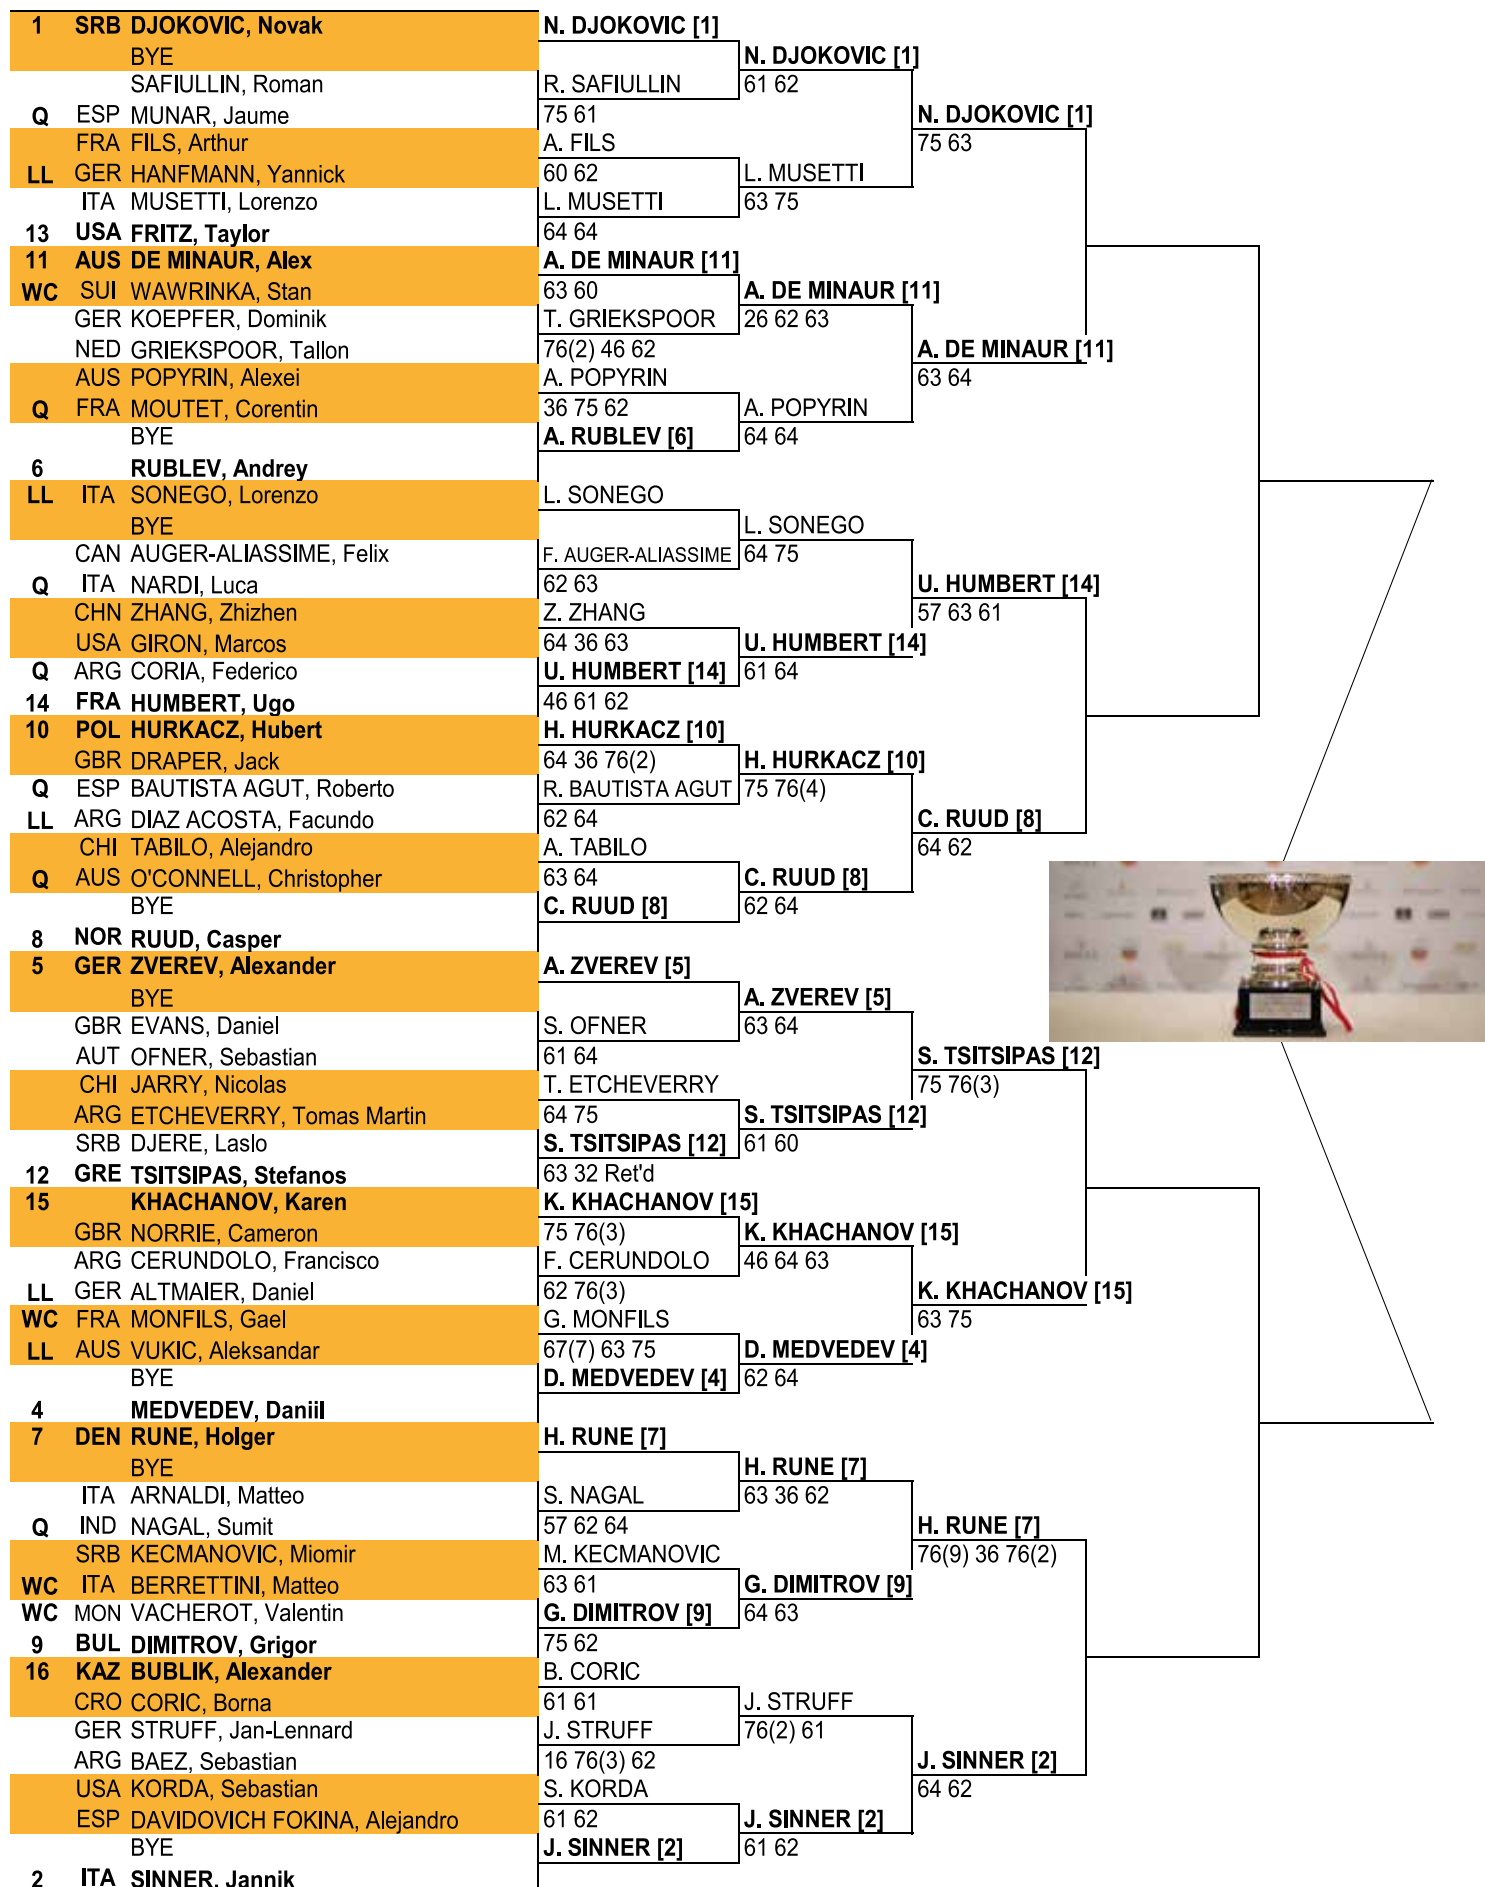 1 SRB DJOKOVIC, Novak N. DJOKOVIC [1]
BYE N. DJOKOVIC [1]
SAFIULLIN, Roman R. SAFIULLIN 61 62
Q ESP MUNAR, Jaume 75 61 N. DJOKOVIC [1]
FRA FILS, Arthur A. FILS 75 63
LL GER HANFMANN, Yannick 60 62 L. MUSETTI
ITA MUSETTI, Lorenzo L. MUSETTI 63 75
13 USA FRITZ, Taylor 64 64
11 AUS DE MINAUR, Alex A. DE MINAUR [11]
WC SUI WAWRINKA, Stan 63 60 A. DE MINAUR [11]
GER KOEPFER, Dominik T. GRIEKSPOOR 26 62 63
NED GRIEKSPOOR, Tallon 76(2) 46 62 A. DE MINAUR [11]
AUS POPYRIN, Alexei A. POPYRIN 63 64
Q FRA MOUTET, Corentin 36 75 62 A. POPYRIN
BYE A. RUBLEV [6] 64 64
6 RUBLEV, Andrey
LL ITA SONEGO, Lorenzo L. SONEGO
BYE L. SONEGO
CAN AUGER-ALIASSIME, Felix F. AUGER-ALIASSIME 64 75
Q ITA NARDI, Luca 62 63 U. HUMBERT [14]
CHN ZHANG, Zhizhen Z. ZHANG 57 63 61
USA GIRON, Marcos 64 36 63 U. HUMBERT [14]
Q ARG CORIA, Federico U. HUMBERT [14] 61 64
14 FRA HUMBERT, Ugo 46 61 62
10 POL HURKACZ, Hubert H. HURKACZ [10]
GBR DRAPER, Jack 64 36 76(2) H. HURKACZ [10]
Q ESP BAUTISTA AGUT, Roberto R. BAUTISTA AGUT 75 76(4)
LL ARG DIAZ ACOSTA, Facundo 62 64 C. RUUD [8]
CHI TABILO, Alejandro A. TABILO 64 62
Q AUS O'CONNELL, Christopher 63 64 C. RUUD [8]
BYE C. RUUD [8] 62 64
8 NOR RUUD, Casper
5 GER ZVEREV, Alexander A. ZVEREV [5]
BYE A. ZVEREV [5]
GBR EVANS, Daniel S. OFNER 63 64
AUT OFNER, Sebastian 61 64 S. TSITSIPAS [12]
CHI JARRY, Nicolas T. ETCHEVERRY 75 76(3)
ARG ETCHEVERRY, Tomas Martin 64 75 S. TSITSIPAS [12]
SRB DJERE, Laslo S. TSITSIPAS [12] 61 60
12 GRE TSITSIPAS, Stefanos 63 32 Ret'd
15 KHACHANOV, Karen K. KHACHANOV [15]
GBR NORRIE, Cameron 75 76(3) K. KHACHANOV [15]
ARG CERUNDOLO, Francisco F. CERUNDOLO 46 64 63
LL GER ALTMAIER, Daniel 62 76(3) K. KHACHANOV [15]
WC FRA MONFILS, Gael G. MONFILS 63 75
LL AUS VUKIC, Aleksandar 67(7) 63 75 D. MEDVEDEV [4]
BYE D. MEDVEDEV [4] 62 64
4 MEDVEDEV, Daniil
7 DEN RUNE, Holger H. RUNE [7]
BYE H. RUNE [7]
ITA ARNALDI, Matteo S. NAGAL 63 36 62
Q IND NAGAL, Sumit 57 62 64 H. RUNE [7]
SRB KECMANOVIC, Miomir M. KECMANOVIC 76(9) 36 76(2)
WC ITA BERRETTINI, Matteo 63 61 G. DIMITROV [9]
WC MON VACHEROT, Valentin G. DIMITROV [9] 64 63
9 BUL DIMITROV, Grigor 75 62
16 KAZ BUBLIK, Alexander B. CORIC
CRO CORIC, Borna 61 61 J. STRUFF
GER STRUFF, Jan-Lennard J. STRUFF 76(2) 61
ARG BAEZ, Sebastian 16 76(3) 62 J. SINNER [2]
USA KORDA, Sebastian S. KORDA 64 62
ESP DAVIDOVICH FOKINA, Alejandro 61 62 J. SINNER [2]
BYE J. SINNER [2] 61 62
2 ITA SINNER, Jannik